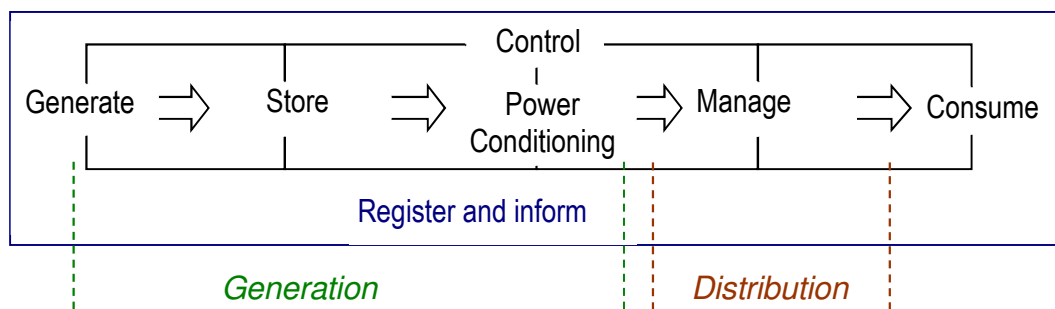 Control
Generate
Store
Power
Conditioning
Manage
Consume
Register and inform
Generation
Distribution